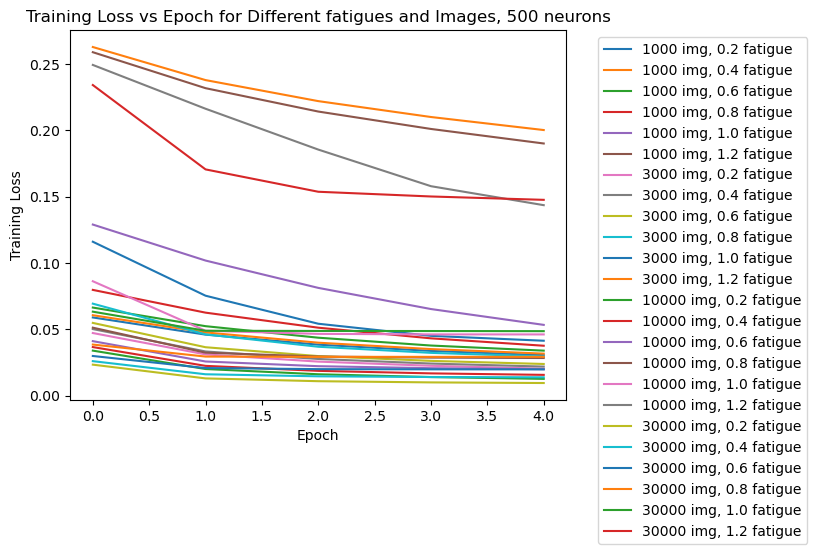 Training Loss vs Epoch for Different fatigues and Images, 500 neurons
Training Loss
0.25
0.20
0.15
0.10
0.05
0.00
0.0 0.5 1.0 1.5 2.0 2.5 3.0 3.5 4.0
Epoch
1000 img, 0.2 fatigue
1000 img, 0.4 fatigue
1000 img, 0.6 fatigue
1000 img, 0.8 fatigue
1000 img, 1.0 fatigue
1000 img, 1.2 fatigue
3000 img, 0.2 fatigue
3000 img, 0.4 fatigue
3000 img, 0.6 fatigue
3000 img, 0.8 fatigue
3000 img, 1.0 fatigue
3000 img, 1.2 fatigue
10000 img, 0.2 fatigue
10000 img, 0.4 fatigue
10000 img, 0.6 fatigue
10000 img, 0.8 fatigue
10000 img, 1.0 fatigue
10000 img, 1.2 fatigue
30000 img, 0.2 fatigue
30000 img, 0.4 fatigue
30000 img, 0.6 fatigue
30000 img, 0.8 fatigue
30000 img, 1.0 fatigue
30000 img, 1.2 fatigue